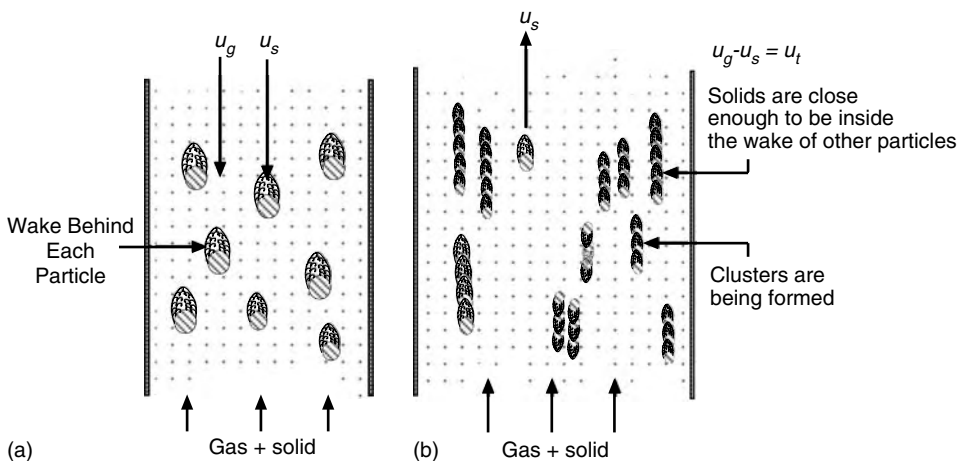 u_g
u_s
Wake Behind
Each
Particle
Gas + solid
(a)
u_s
u_g-u_s = u_t
Solids are close
enough to be inside
the wake of other particles
Clusters are
being formed
Gas + solid
(b)